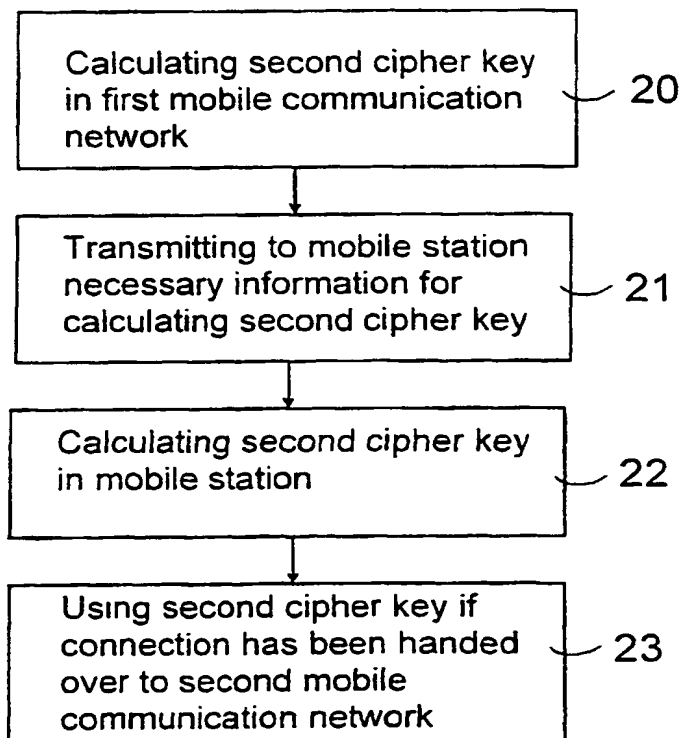 Calculating second cipher key
in first mobile communication
network
20
Transmitting to mobile station
necessary information for
calculating second cipher key
21
Calculating second cipher key
in mobile station
22
Using second cipher key if
connection has been handed
over to second mobile
communication network
23